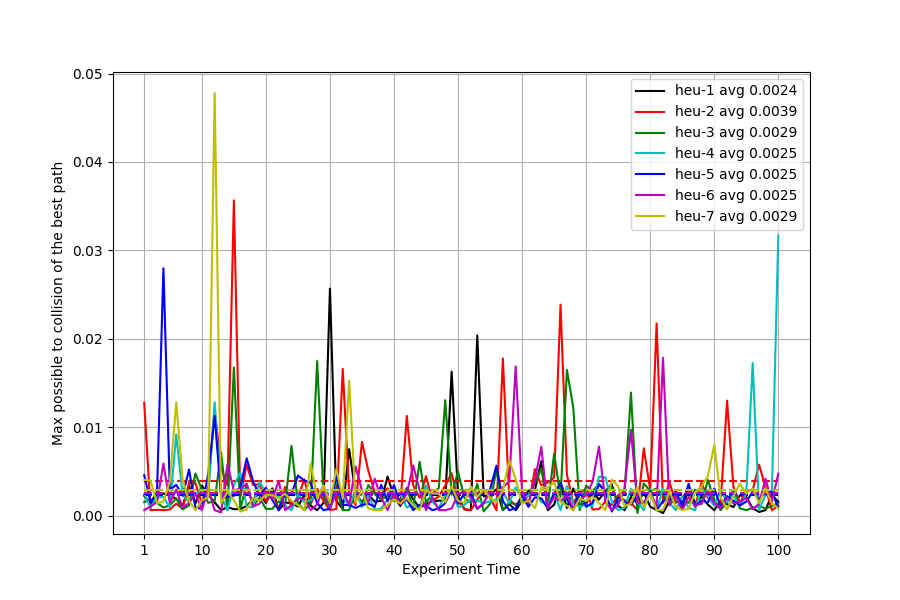 0.05
0.04
0.03
0.02
0.01
0.00
Max possible to collision of the best path
heu-1 avg 0.0024
heu-2 avg 0.0039
heu-3 avg 0.0029
heu-4 avg 0.0025
heu-5 avg 0.0025
heu-6 avg 0.0025
heu-7 avg 0.0029
1 10 20 30 40 50 60 70 80 90 100
Experiment Time